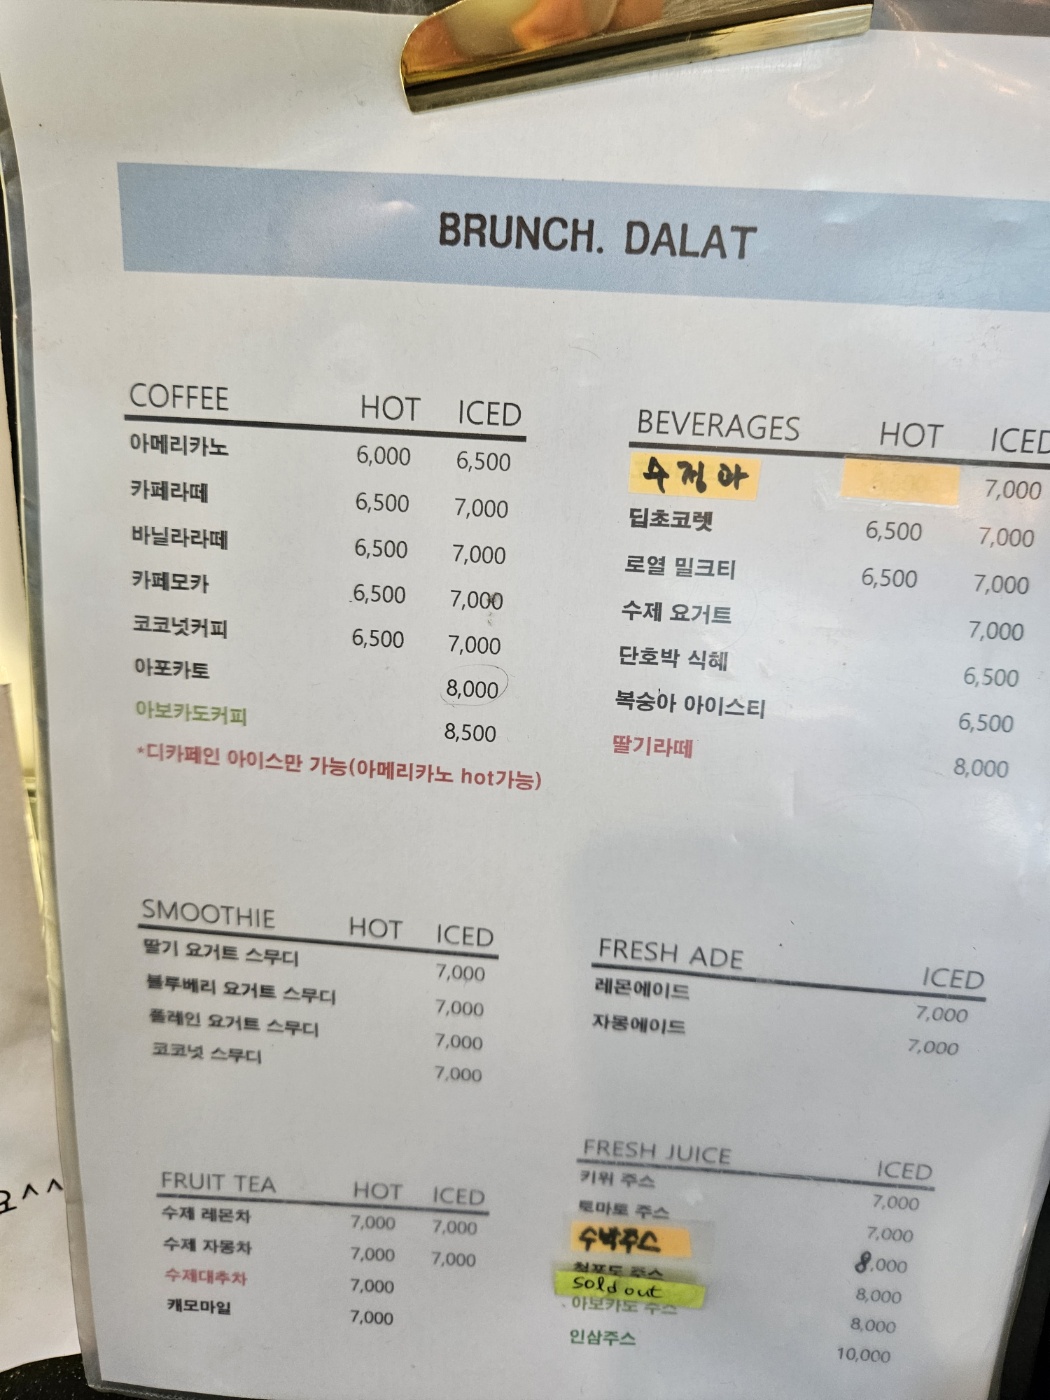 BRUNCH. DALAT
COFFEE HOT ICED
아메리카노 6,000 6,500
카페라떼 6,500 7,000
바닐라라떼 6,500 7,000
카페모카 6,500 7,000
코코넛커피 6,500 7,000
아포카토 8,000
아보카도커피 8,500
*디카페인 아이스만 가능(아메리카노 hot가능)
BEVERAGES HOT ICED
수정아 7,000
딥초코렛 6,500 7,000
로열 밀크티 6,500 7,000
수제 요거트 7,000
단호박 식혜 6,500
복숭아 아이스티 6,500
딸기라떼 8,000
SMOOTHIE HOT ICED
딸기 요거트 스무디 7,000
블루베리 요거트 스무디 7,000
플레인 요거트 스무디 7,000
코코넛 스무디 7,000
FRESH ADE ICED
레몬에이드 7,000
자몽에이드 7,000
FRUIT TEA HOT ICED
수제 레몬차 7,000 7,000
수제 자몽차 7,000 7,000
수제대추차 7,000
캐모마일 7,000
FRESH JUICE ICED
키위 주스 7,000
토마토 주스 7,000
수박주스 8,000
청포도 주스 8,000
sold out
아보카도 주스 8,000
인삼주스 10,000
요^^